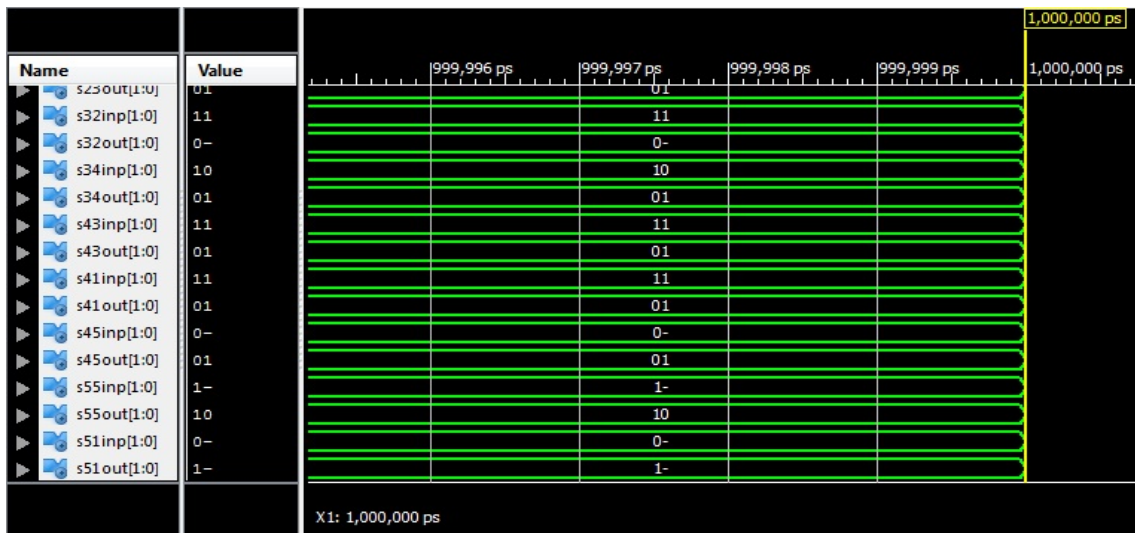 1,000,000 ps
Name Value 999,996 ps 999,997 ps 999,998 ps 999,999 ps 1,000,000 ps
s23out[1:0] 01 01
s32inp[1:0] 11 11
s32out[1:0] 0- 0-
s34inp[1:0] 10 10
s34out[1:0] 01 01
s43inp[1:0] 11 11
s43out[1:0] 01 01
s41inp[1:0] 11 11
s41out[1:0] 01 01
s45inp[1:0] 0- 0-
s45out[1:0] 01 01
s55inp[1:0] 1- 1-
s55out[1:0] 10 10
s51inp[1:0] 0- 0-
s51out[1:0] 1- 1-
X1: 1,000,000 ps